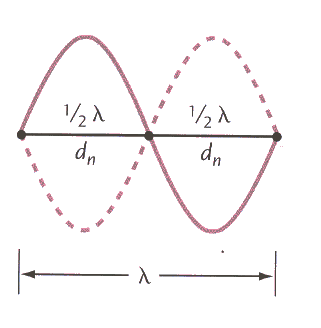 ½ λ ½ λ
dₙ dₙ
λ